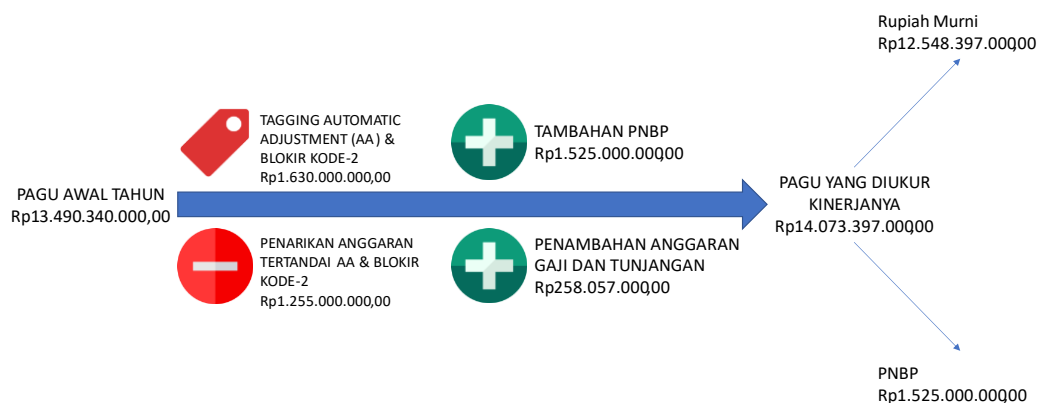 PAGU AWAL TAHUN
Rp13.490.340.000,00
TAGGING AUTOMATIC
ADJUSTMENT (AA) &
BLOKIR KODE-2
Rp1.630.000.000,00
PENARIKAN ANGGARAN
TERTANDAI AA & BLOKIR
KODE-2
Rp1.255.000.000,00
TAMBAHAN PNBP
Rp1.525.000.000,00
PENAMBAHAN ANGGARAN
GAJI DAN TUNJANGAN
Rp258.057.000,00
PAGU YANG DIUKUR
KINERJANYA
Rp14.073.397.000,00
Rupiah Murni
Rp12.548.397.000,00
PNBP
Rp1.525.000.000,00